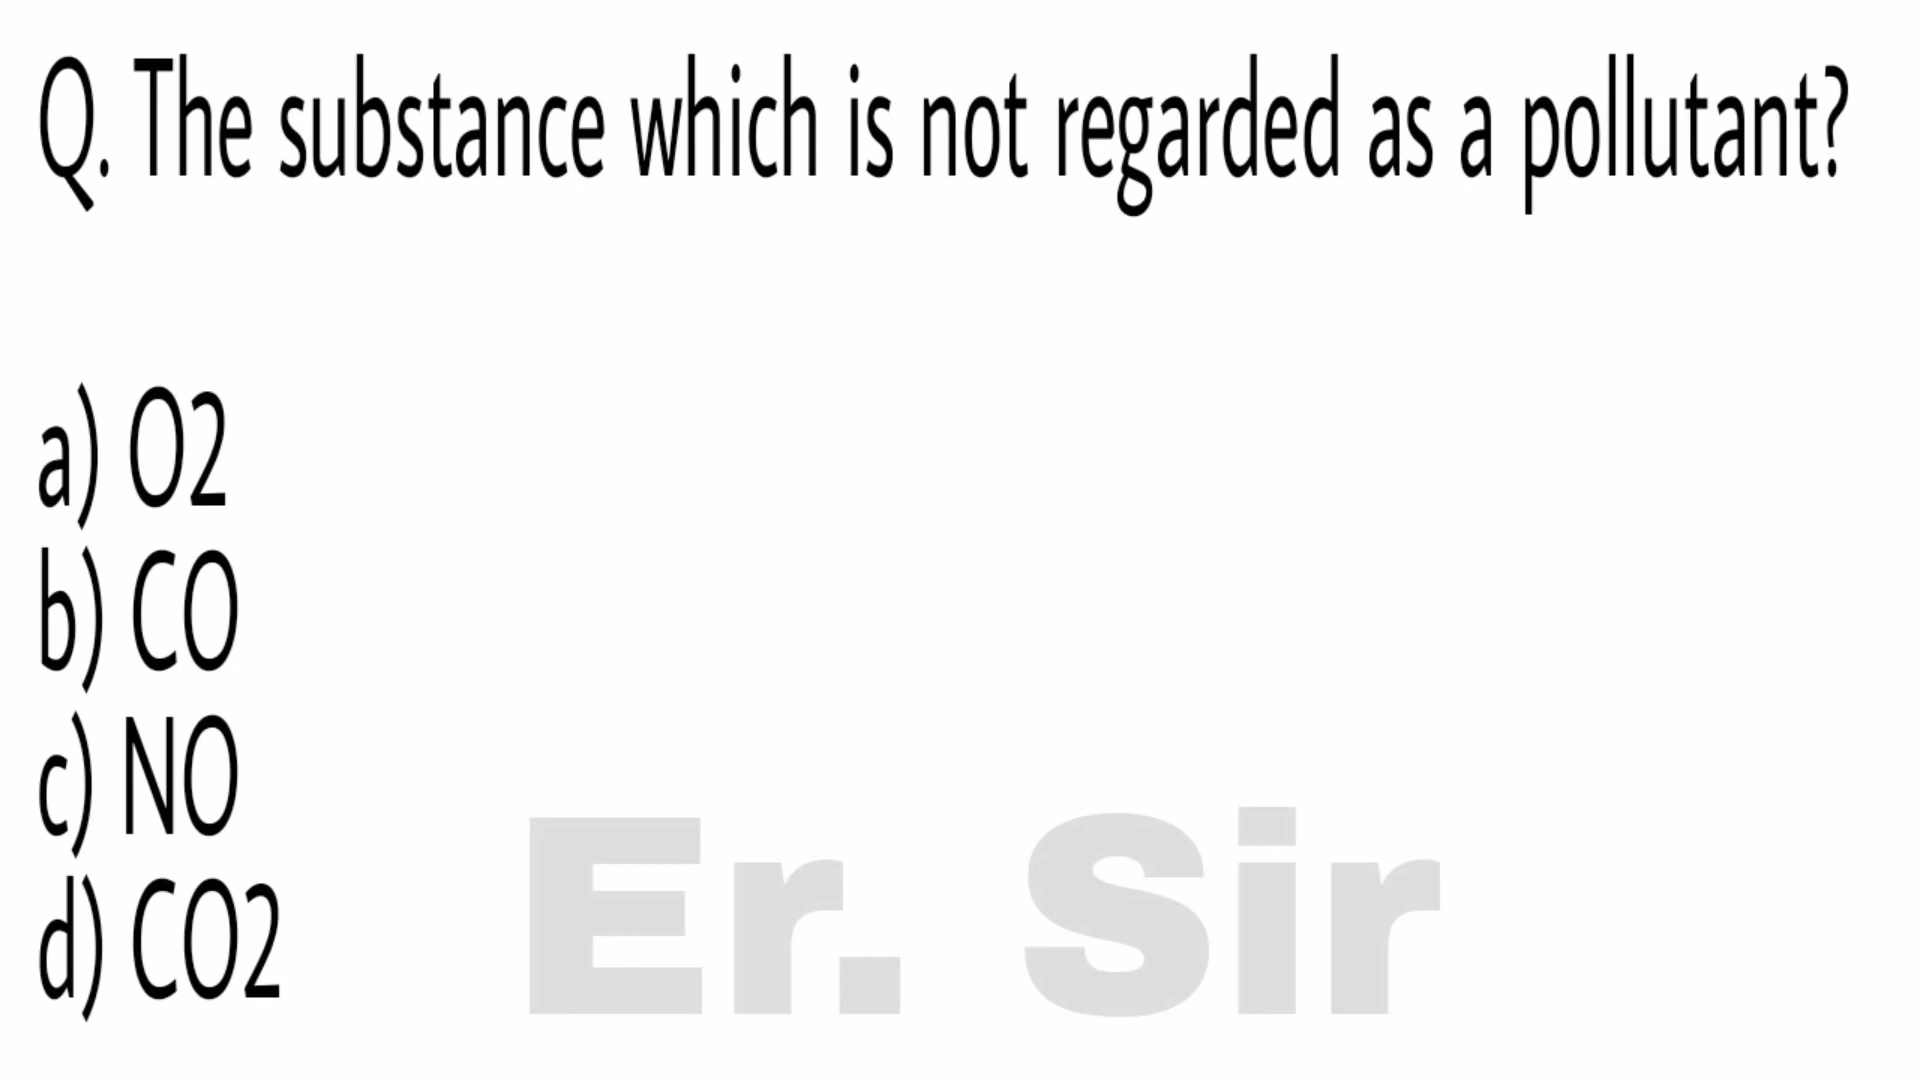 Q. The substance which is not regarded as a pollutant?
a) O2
b) CO
c) NO
d) CO2
Er. Sir